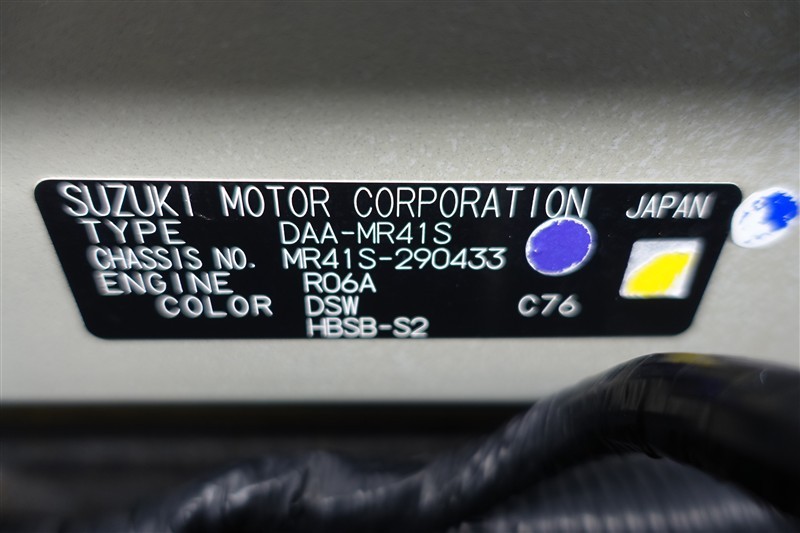 SUZUKI MOTOR CORPORATION JAPAN
TYPE DAA-MR41S
CHASSIS NO. MR41S-290433
ENGINE R06A
COLOR DSW C76
HBSB-S2